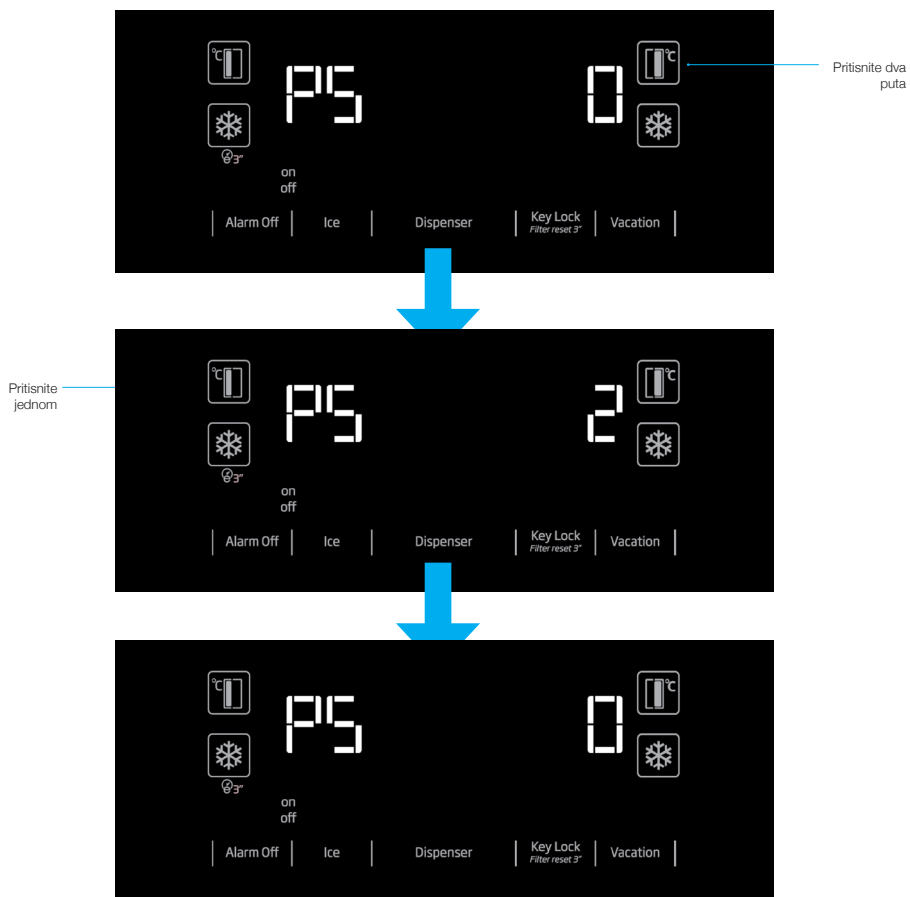 °C PS 0 °C
Pritisnite dva
puta
3"
on
off
Alarm Off Ice Dispenser Key Lock Vacation
Filter reset 3"
°C PS 2 °C
Pritisnite
jednom
3"
on
off
Alarm Off Ice Dispenser Key Lock Vacation
Filter reset 3"
°C PS 0 °C
3"
on
off
Alarm Off Ice Dispenser Key Lock Vacation
Filter reset 3"